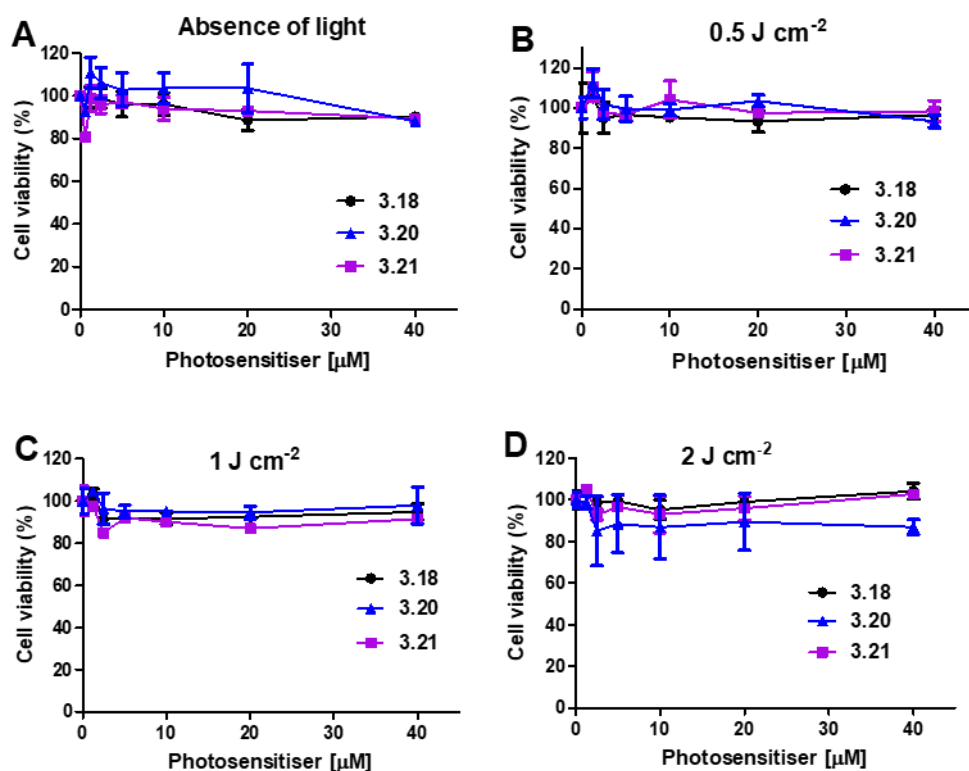 A
Absence of light
Cell viability (%)
120
100
80
60
40
20
0
3.18
3.20
3.21
0 10 20 30 40
Photosensitiser [µM]
B
0.5 J cm-2
Cell viability (%)
120
100
80
60
40
20
0
3.18
3.20
3.21
0 10 20 30 40
Photosensitiser [µM]
C
1 J cm-2
Cell viability (%)
120
100
80
60
40
20
0
3.18
3.20
3.21
0 10 20 30 40
Photosensitiser [µM]
D
2 J cm-2
Cell viability (%)
120
100
80
60
40
20
0
3.18
3.20
3.21
0 10 20 30 40
Photosensitiser [µM]